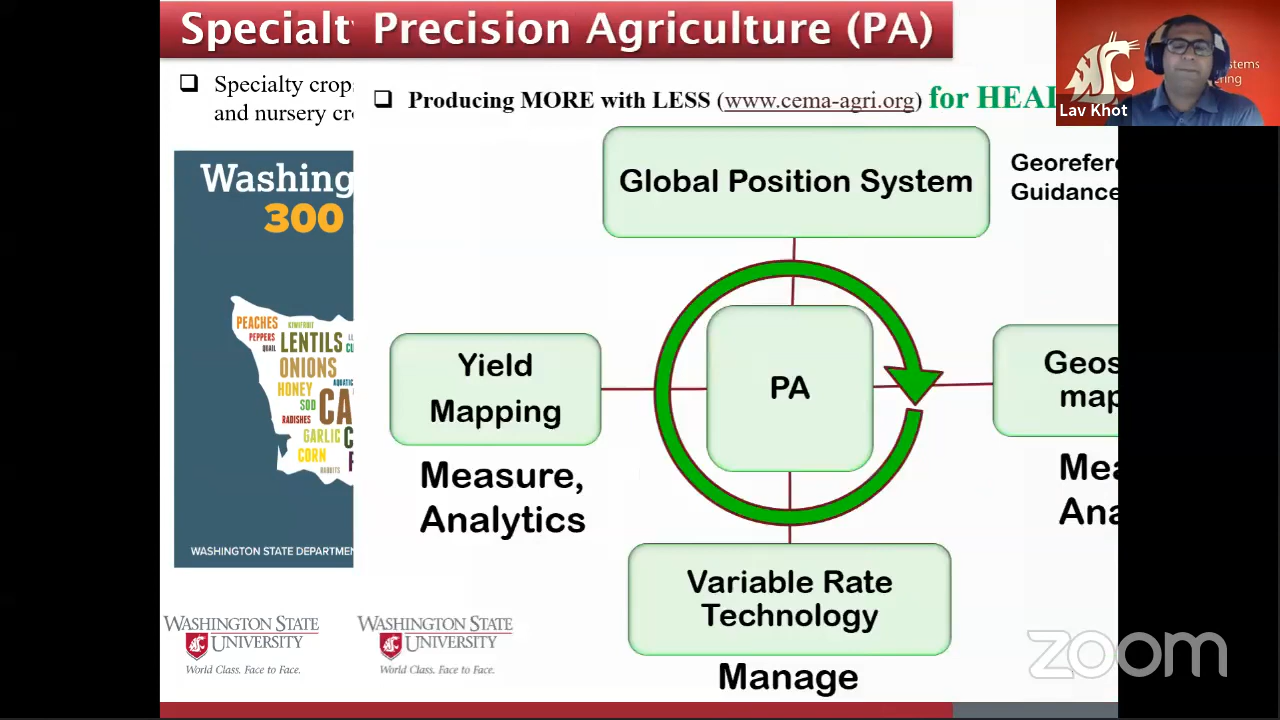 Specialt
Precision Agriculture (PA)
Specialty crops
and nursery cr
Producing MORE with LESS (www.cema-agri.org) for HEAL
Lav Khot
stems
ring
Washing
300
Global Position System
Georefer
Guidance
PEACHES
PEPPERS
QUAIL
KIWIFRUIT
LENTILS
ONIONS
HONEY
AQUATIC
SOD
CA
RADISHES
GARLIC
CORN
RABBITS
Yield
Mapping
PA
Geos
map
Measure,
Analytics
Mea
Ana
WASHINGTON STATE DEPARTMEN
Variable Rate
Technology
Manage
WASHINGTON STATE
UNIVERSITY
World Class. Face to Face.
WASHINGTON STATE
UNIVERSITY
World Class. Face to Face.
zoom